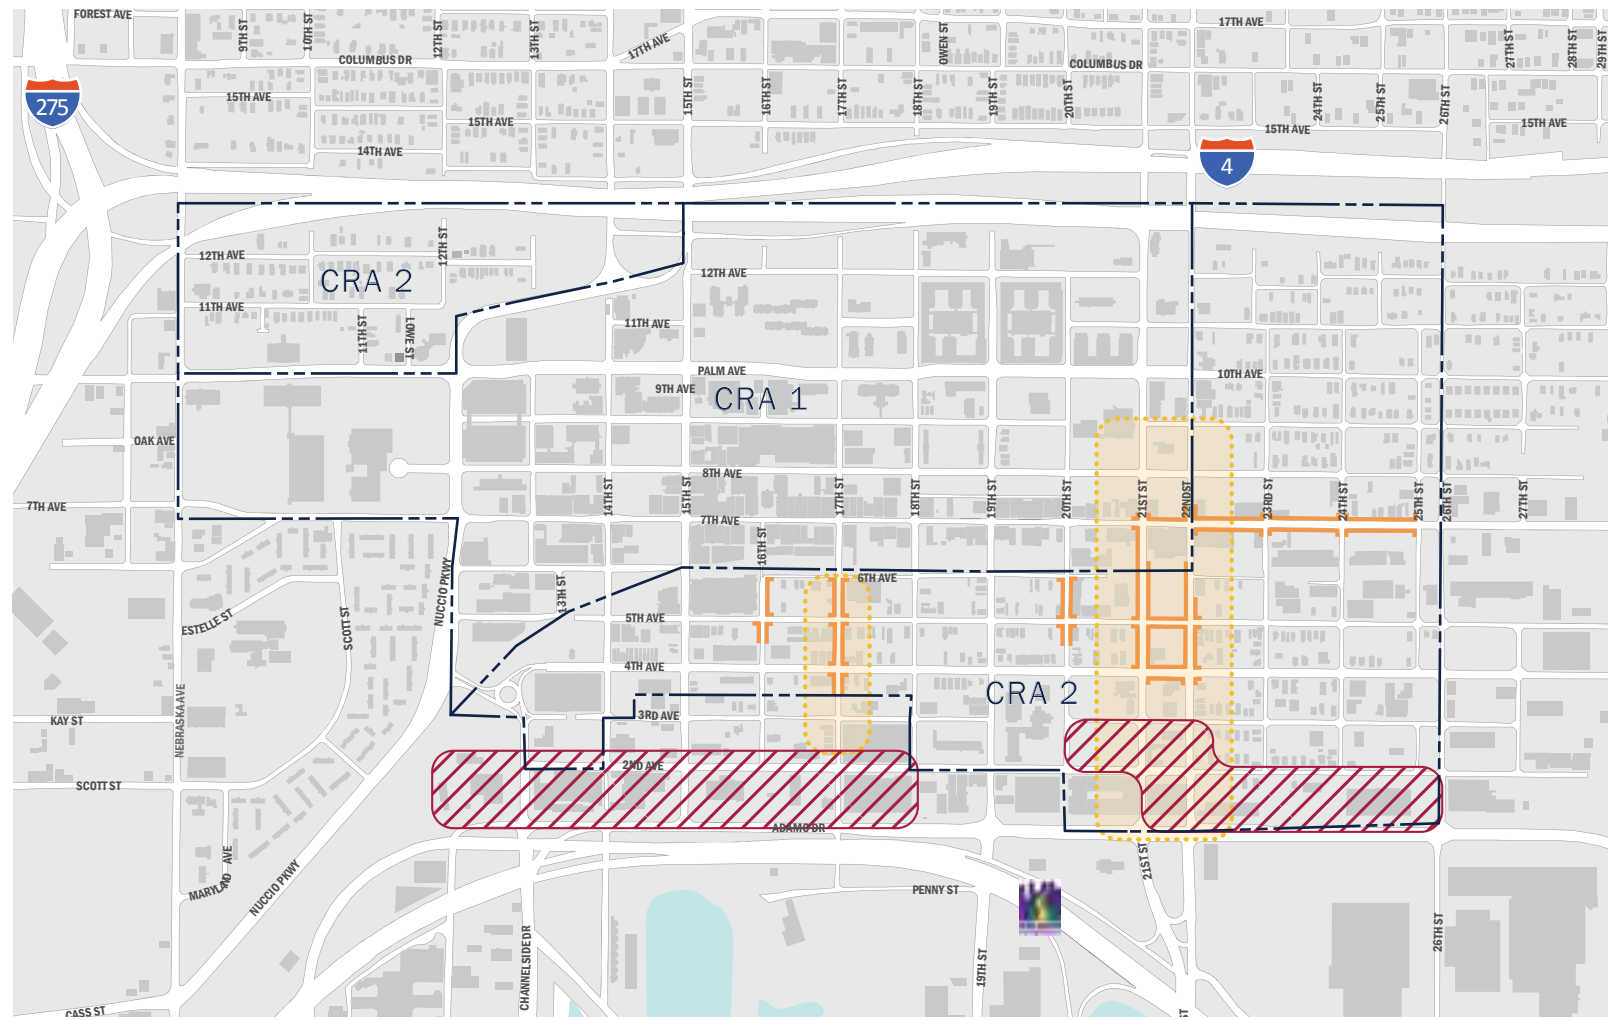 FOREST AVE
9TH ST
10TH ST
12TH ST
13TH ST
17TH AVE
OWEN ST
17TH AVE
27TH ST
28TH ST
29TH ST
COLUMBUS DR
COLUMBUS DR
275
15TH AVE
15TH ST
16TH ST
17TH ST
18TH ST
19TH ST
20TH ST
24TH ST
25TH ST
26TH ST
15TH AVE
15TH AVE
15TH AVE
14TH AVE
4
12TH AVE
12TH ST
12TH AVE
CRA 2
11TH AVE
11TH ST
LOWE ST
11TH AVE
PALM AVE
10TH AVE
9TH AVE
CRA 1
OAK AVE
8TH AVE
7TH AVE
14TH ST
15TH ST
17TH ST
18TH ST
19TH ST
20TH ST
21ST ST
22ND ST
23RD ST
24TH ST
25TH ST
26TH ST
27TH ST
7TH AVE
16TH ST
6TH AVE
NUCCIO PKWY
13TH ST
ESTELLE ST
SCOTT ST
5TH AVE
4TH AVE
CRA 2
NEBRASKA AVE
KAY ST
3RD AVE
2ND AVE
SCOTT ST
ADAMO DR
MARYLAND AVE
NUCCIO PKWY
21ST ST
PENNY ST
CHANNELSIDE DR
19TH ST
26TH ST
CASS ST
ST